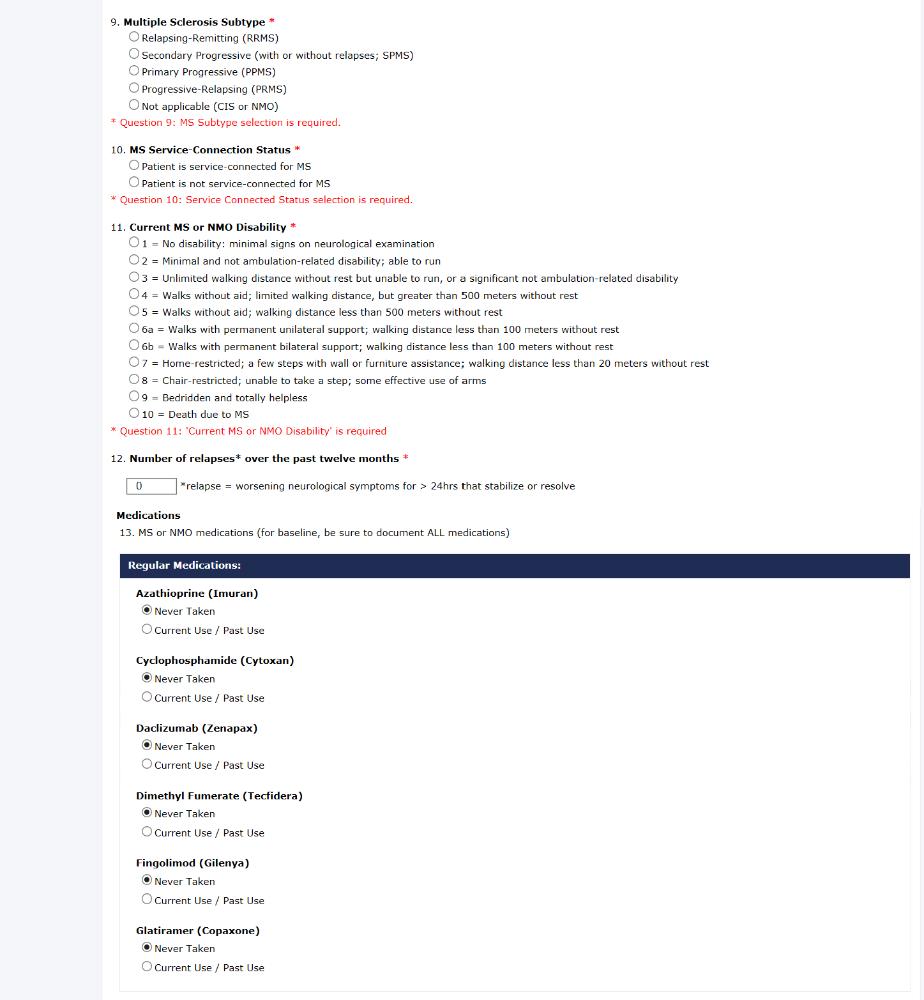 9. Multiple Sclerosis Subtype *
Relapsing-Remitting (RRMS)
Secondary Progressive (with or without relapses; SPMS)
Primary Progressive (PPMS)
Progressive-Relapsing (PRMS)
Not applicable (CIS or NMO)
* Question 9: MS Subtype selection is required.
10. MS Service-Connection Status *
Patient is service-connected for MS
Patient is not service-connected for MS
* Question 10: Service Connected Status selection is required.
11. Current MS or NMO Disability *
1 = No disability: minimal signs on neurological examination
2 = Minimal and not ambulation-related disability; able to run
3 = Unlimited walking distance without rest but unable to run, or a significant not ambulation-related disability
4 = Walks without aid; limited walking distance, but greater than 500 meters without rest
5 = Walks without aid; walking distance less than 500 meters without rest
6a = Walks with permanent unilateral support; walking distance less than 100 meters without rest
6b = Walks with permanent bilateral support; walking distance less than 100 meters without rest
7 = Home-restricted; a few steps with wall or furniture assistance; walking distance less than 20 meters without rest
8 = Chair-restricted; unable to take a step; some effective use of arms
9 = Bedridden and totally helpless
10 = Death due to MS
* Question 11: 'Current MS or NMO Disability' is required
12. Number of relapses* over the past twelve months *
0 *relapse = worsening neurological symptoms for > 24hrs that stabilize or resolve
Medications
13. MS or NMO medications (for baseline, be sure to document ALL medications)
Regular Medications:
Azathioprine (Imuran)
Never Taken
Current Use / Past Use
Cyclophosphamide (Cytoxan)
Never Taken
Current Use / Past Use
Daclizumab (Zenapax)
Never Taken
Current Use / Past Use
Dimethyl Fumerate (Tecfidera)
Never Taken
Current Use / Past Use
Fingolimod (Gilenya)
Never Taken
Current Use / Past Use
Glatiramer (Copaxone)
Never Taken
Current Use / Past Use